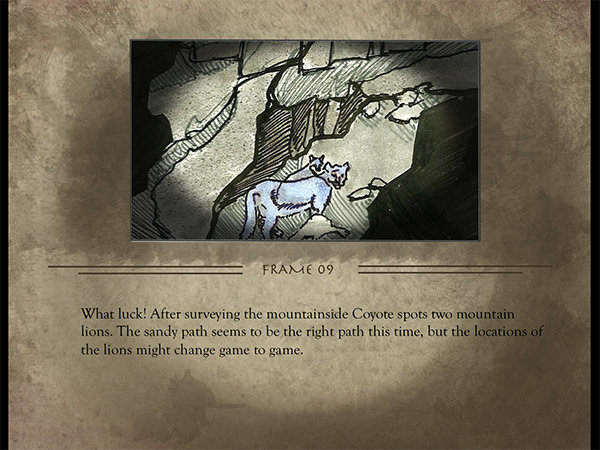 FRAME 09
What luck! After surveying the mountainside Coyote spots two mountain
lions. The sandy path seems to be the right path this time, but the locations of
the lions might change game to game.